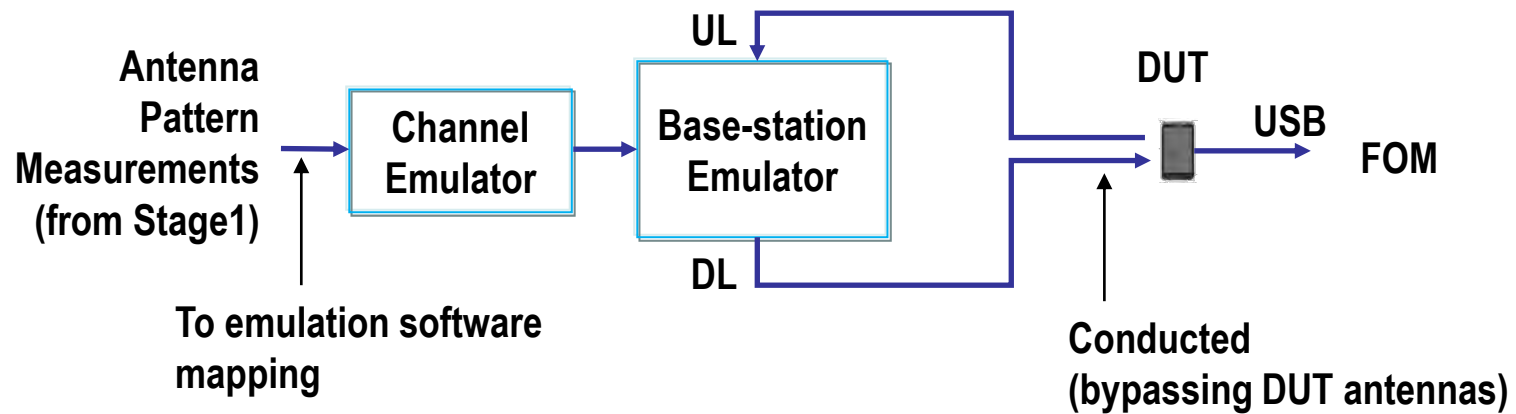 Antenna
Pattern
Measurements
(from Stage1)
To emulation software
mapping
Channel
Emulator
UL
Base-station
Emulator
DL
DUT
USB
FOM
Conducted
(bypassing DUT antennas)